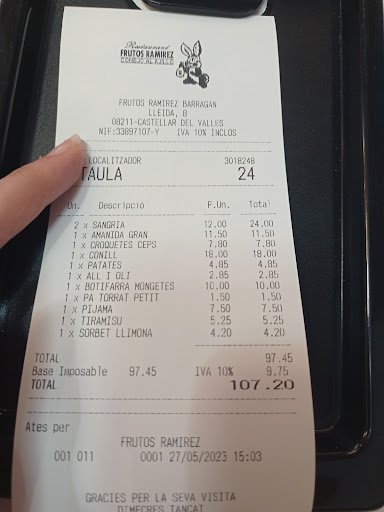 Restaurant
FRUTOS RAMIREZ
CONEJO AL AJILLO
FRUTOS RAMIREZ BARRAGAN
LLEIDA, 8
08211-CASTELLAR DEL VALLES
NIF:33897107-Y IVA 10% INCLOS
LOCALITZADOR 3018248
TAULA 24
Un. Descripció P.Un. Total
2 x SANGRIA 12.00 24.00
1 x AMANIDA GRAN 11.50 11.50
1 x CROQUETES CEPS 7.80 7.80
1 x CONILL 18.00 18.00
1 x PATATES 4.85 4.85
1 x ALL I OLI 2.85 2.85
1 x BOTIFARRA MONGETES 10.00 10.00
1 x PA TORRAT PETIT 1.50 1.50
1 x PIJAMA 7.50 7.50
1 x TIRAMISU 5.25 5.25
1 x SORBET LLIMONA 4.20 4.20
TOTAL 97.45
Base Imposable 97.45 IVA 10% 9.75
TOTAL 107.20
Ates per
FRUTOS RAMIREZ
001 011 0001 27/05/2023 15:03
GRACIES PER LA SEVA VISITA
DIMECRES TANCAT